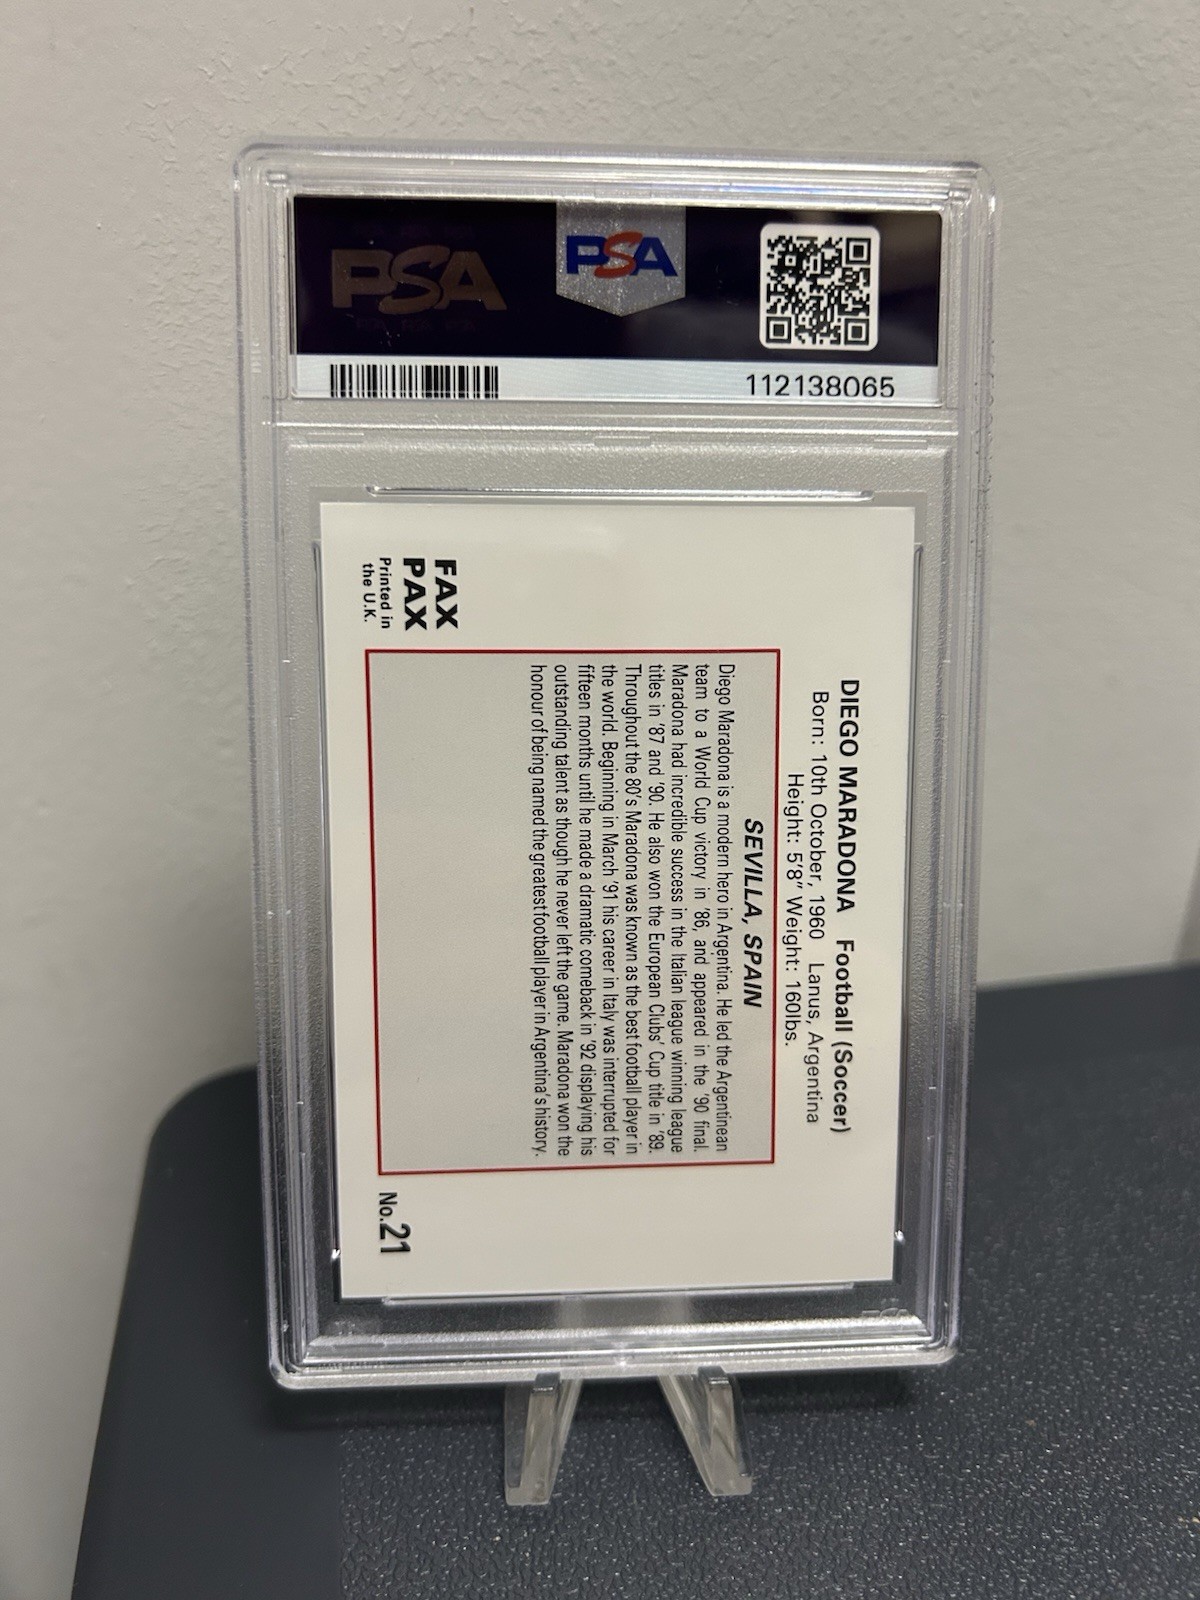 PSA
PSA
112138065
DIEGO MARADONA Football (Soccer)
Born: 10th October, 1960 Lanus, Argentina
Height: 5'8" Weight: 160lbs.
SEVILLA, SPAIN
Diego Maradona is a modern hero in Argentina. He led the Argentinean
team to a World Cup victory in '86, and appeared in the '90 final.
Maradona had incredible success in the Italian league winning league
titles in '87 and '90. He also won the European Clubs' Cup title in '89.
Throughout the 80's Maradona was known as the best football player in
the world. Beginning in March '91 his career in Italy was interrupted for
fifteen months until he made a dramatic comeback in '92 displaying his
outstanding talent as though he never left the game. Maradona won the
honour of being named the greatest football player in Argentina's history.
FAX
PAX
Printed in
the U.K.
No.21